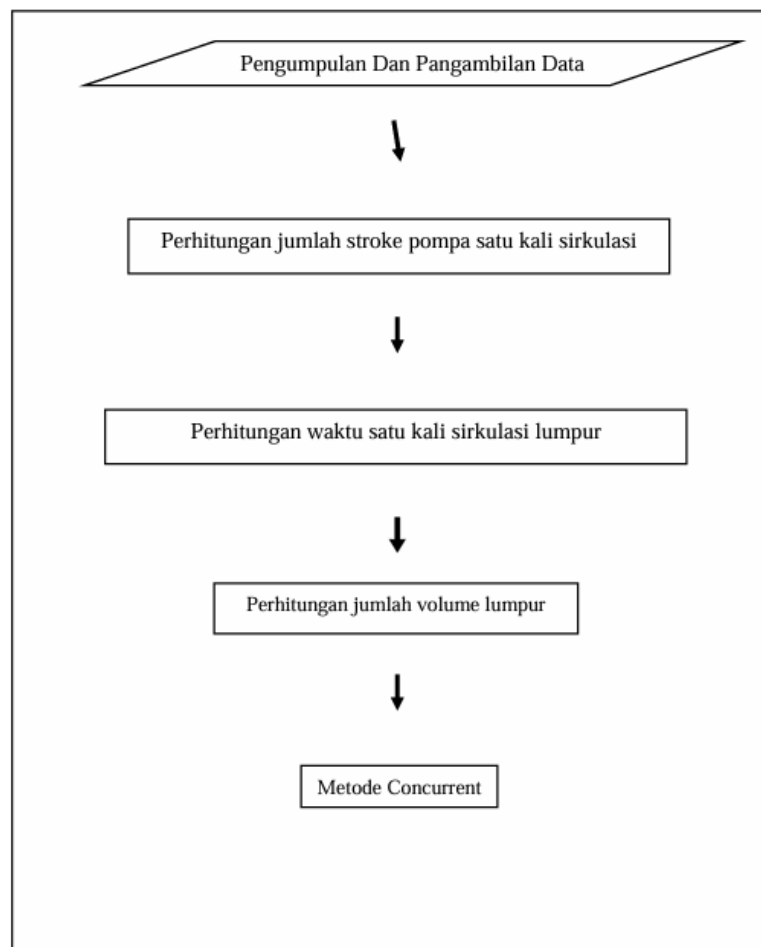 Pengumpulan Dan Pangambilan Data
Perhitungan jumlah stroke pompa satu kali sirkulasi
Perhitungan waktu satu kali sirkulasi lumpur
Perhitungan jumlah volume lumpur
Metode Concurrent